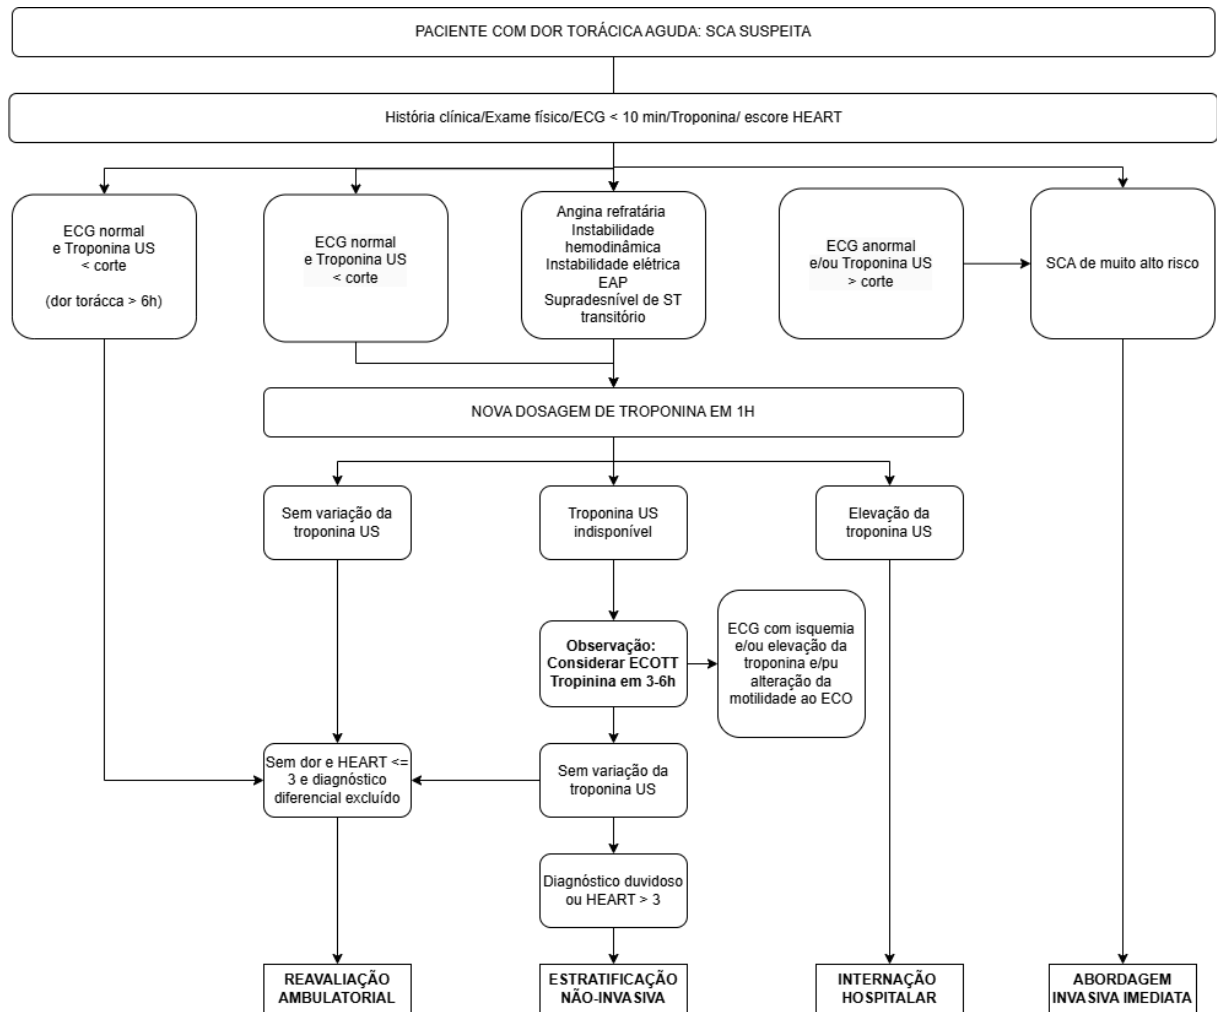 PACIENTE COM DOR TORÁCICA AGUDA: SCA SUSPEITA
História clínica/Exame físico/ECG < 10 min/Troponina/ escore HEART
ECG normal
e Troponina US
< corte
(dor torácca > 6h)
ECG normal
e Troponina US
< corte
Angina refratária
Instabilidade
hemodinâmica
Instabilidade elétrica
EAP
Supradesnível de ST
transitório
ECG anormal
e/ou Troponina US
> corte
SCA de muito alto risco
NOVA DOSAGEM DE TROPONINA EM 1H
Sem variação da
troponina US
Troponina US
indisponível
Elevação da
troponina US
Observação:
Considerar ECOTT
Tropinina em 3-6h
ECG com isquemia
e/ou elevação da
troponina e/pu
alteração da
motilidade ao ECO
Sem dor e HEART <=
3 e diagnóstico
diferencial excluído
Sem variação da
troponina US
Diagnóstico duvidoso
ou HEART > 3
REAVALIAÇÃO
AMBULATORIAL
ESTRATIFICAÇÃO
NÃO-INVASIVA
INTERNAÇÃO
HOSPITALAR
ABORDAGEM
INVASIVA IMEDIATA